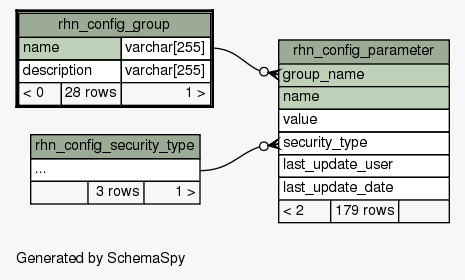 rhn_config_group
name varchar[255]
description varchar[255]
< 0 28 rows 1 >
rhn_config_parameter
group_name
name
value
security_type
last_update_user
last_update_date
< 2 179 rows
rhn_config_security_type
...
3 rows 1 >
Generated by SchemaSpy